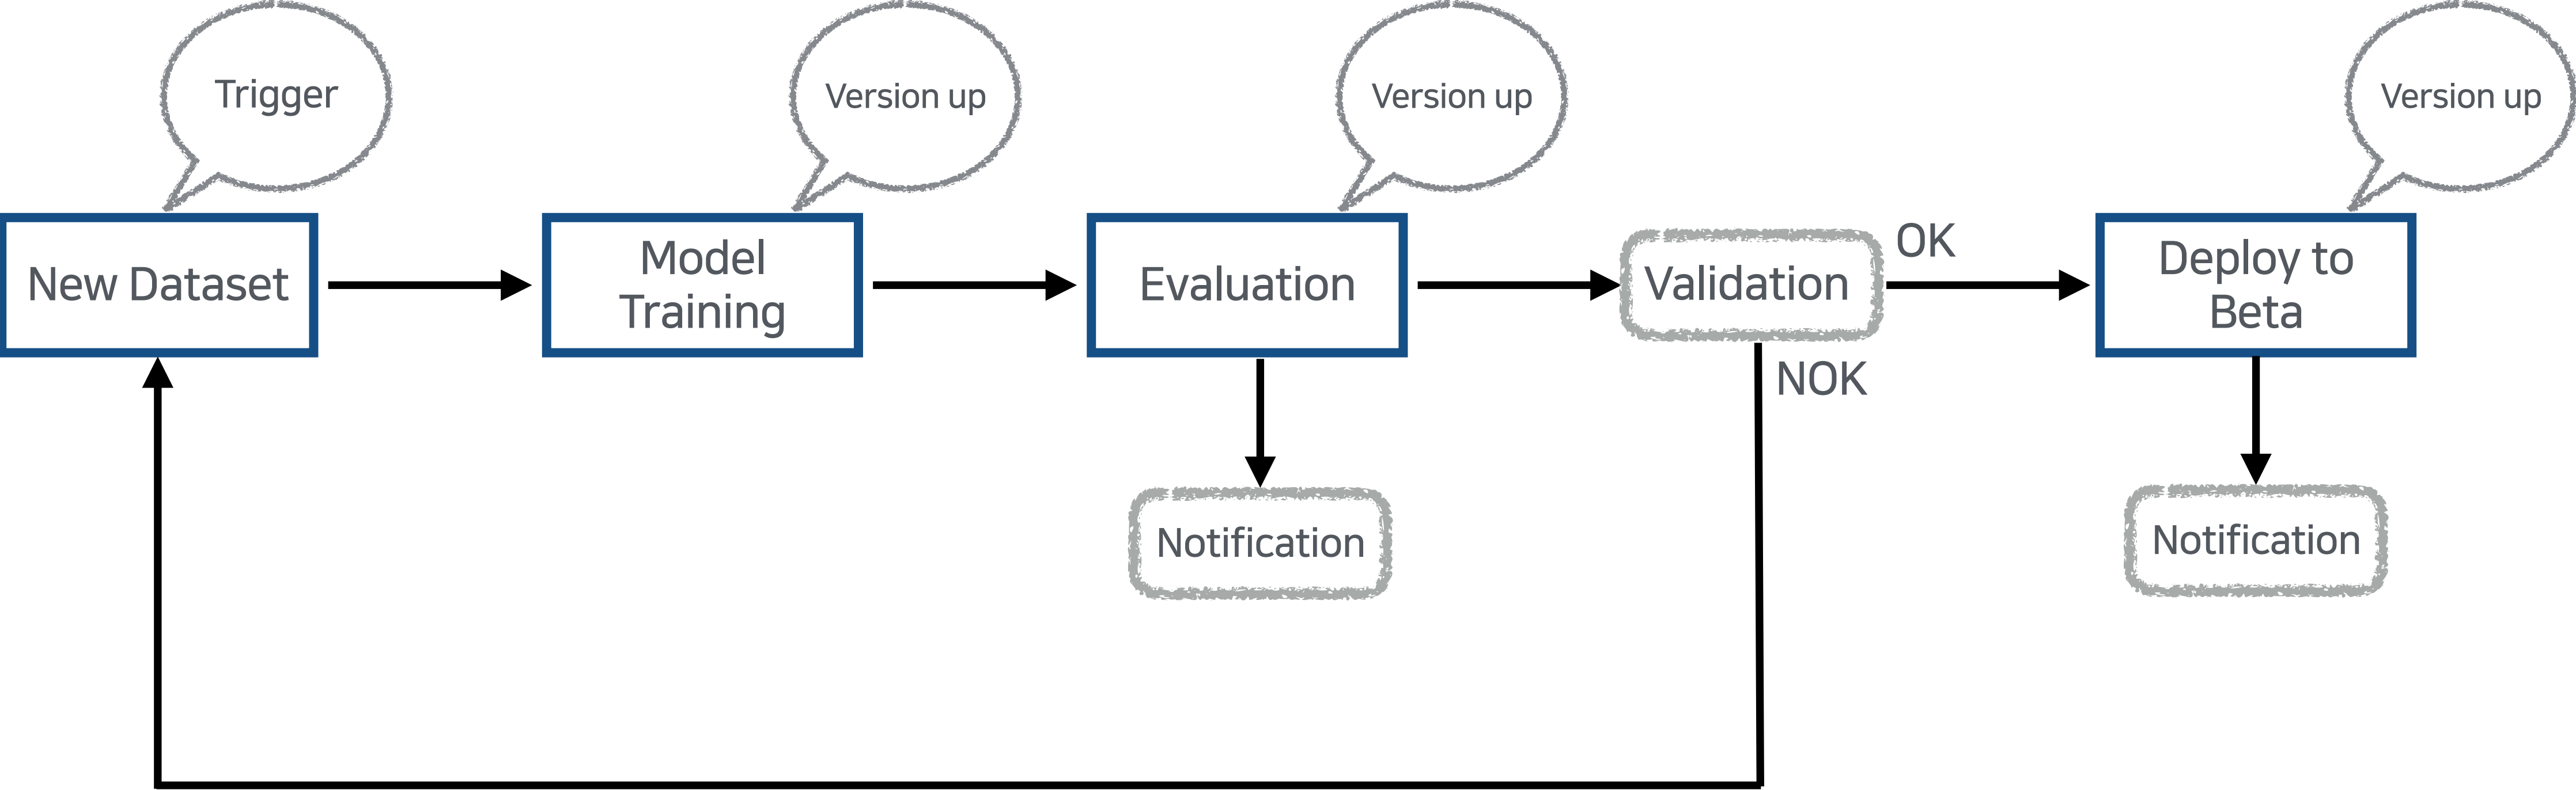 Trigger
Version up
Version up
Version up
New Dataset
Model
Training
Evaluation
Validation
OK
NOK
Deploy to
Beta
Notification
Notification